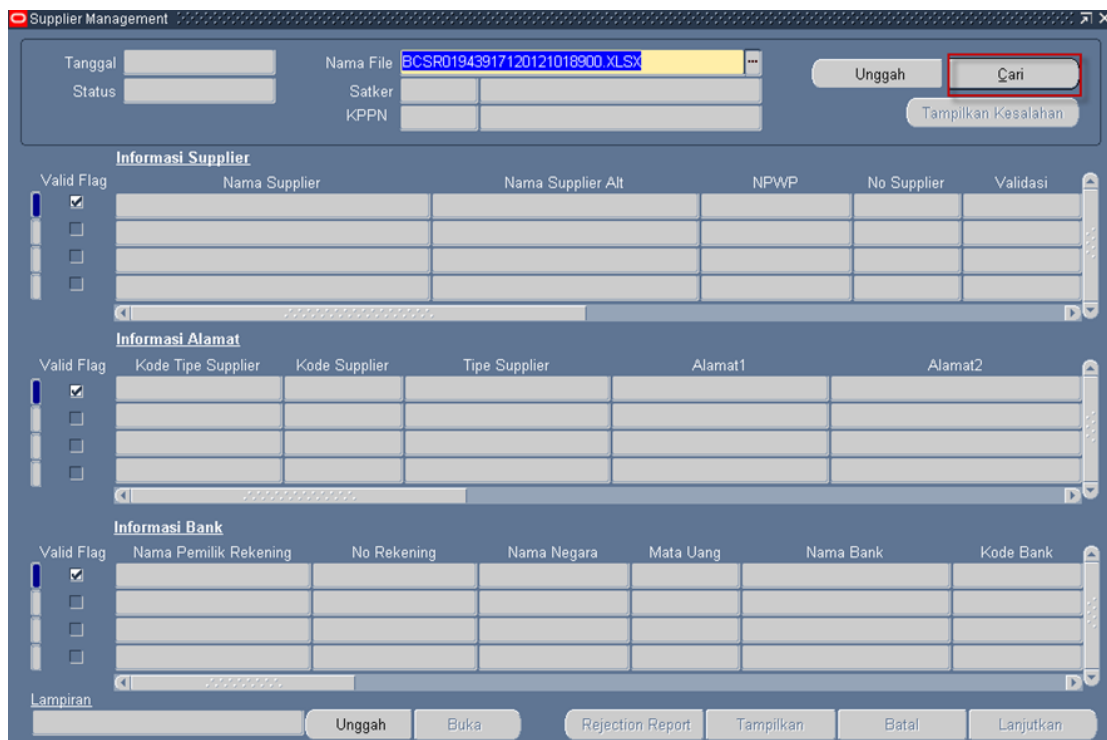 Supplier Management
Tanggal
Nama File BCSR01943917120121018900.XLSX
Unggah
Cari
Status
Satker
KPPN
Tampilkan Kesalahan
Informasi Supplier
Valid Flag Nama Supplier Nama Supplier Alt NPWP No Supplier Validasi
Informasi Alamat
Valid Flag Kode Tipe Supplier Kode Supplier Tipe Supplier Alamat1 Alamat2
Informasi Bank
Valid Flag Nama Pemilik Rekening No Rekening Nama Negara Mata Uang Nama Bank Kode Bank
Lampiran
Unggah Buka Rejection Report Tampilkan Batal Lanjutkan